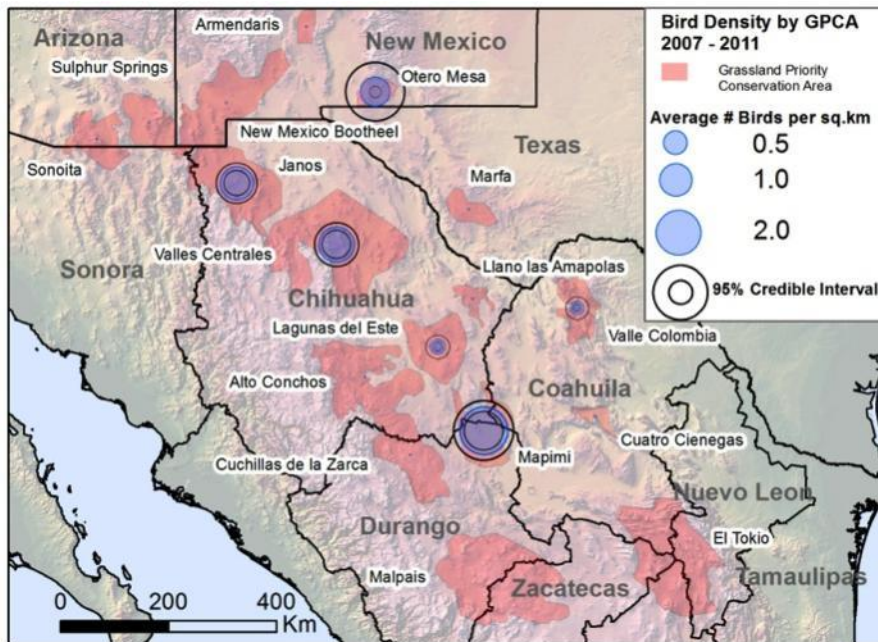 Arizona
Armendaris
New Mexico
Sulphur Springs
Otero Mesa
New Mexico Bootheel
Texas
Sonoita
Janos
Marfa
Valles Centrales
Sonora
Llano las Amapolas
Chihuahua
Lagunas del Este
Valle Colombia
Alto Conchos
Coahuila
Cuatro Cienegas
Cuchillas de la Zarca
Mapimi
Nuevo Leon
Durango
El Tokio
Malpais
Zacatecas
Tamaulipas
0 200 400
Km
Bird Density by GPCA
2007 - 2011
Grassland Priority
Conservation Area
Average # Birds per sq.km
0.5
1.0
2.0
95% Credible Interval